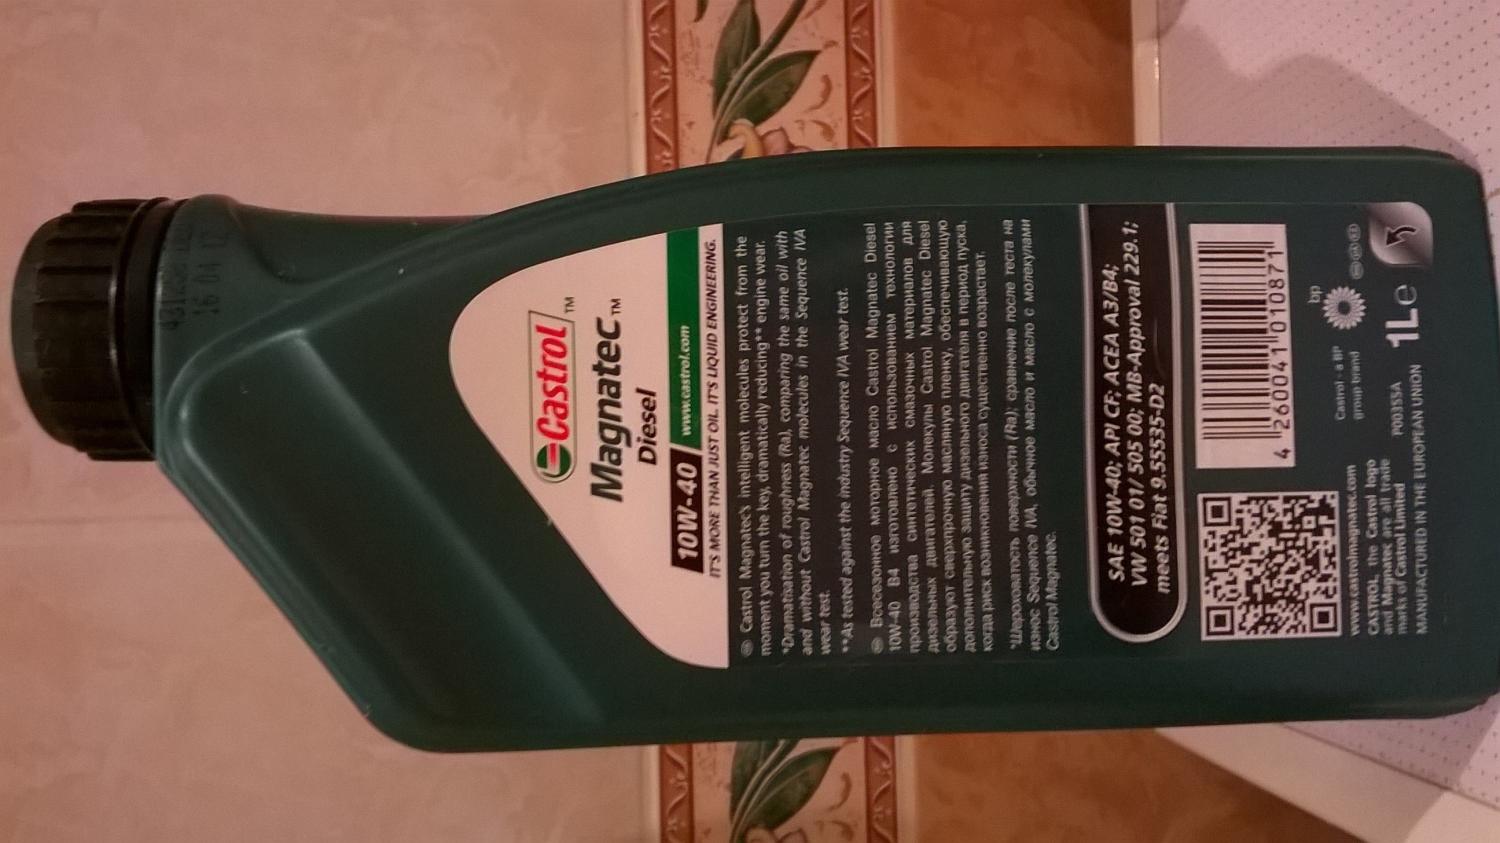 16 04 1
Castrol™
Magnatec™
Diesel
10W-40 www.castrol.com
IT'S MORE THAN JUST OIL. IT'S LIQUID ENGINEERING.
Castrol Magnatec's intelligent molecules protect from the
moment you turn the key, dramatically reducing** engine wear.
*Dramatisation of roughness (Ra), comparing the same oil with
and without Castrol Magnatec molecules in the Sequence IVA
wear test.
**As tested against the industry Sequence IVA wear test.
Всесезонное моторное масло Castrol Magnatec Diesel
10W-40 B4 изготовлено с использованием технологии
производства синтетических смазочных материалов для
дизельных двигателей. Молекулы Castrol Magnatec Diesel
образует сверхпрочную масляную пленку, обеспечивающую
дополнительную защиту дизельного двигателя в период пуска,
когда риск возникновения износа существенно возрастает.
*Шероховатость поверхности (Ra); сравнение после теста на
износ Sequence IVA, обычное масло и масло с молекулами
Castrol Magnatec.
SAE 10W-40; API CF; ACEA A3/B4;
VW 501 01/ 505 00; MB-Approval 229.1;
meets Fiat 9.55535-D2
4 260041 010871
bp
Castrol - a BP
group brand
www.castrolmagnatec.com
CASTROL, the Castrol logo
and Magnatec are all trade
marks of Castrol Limited
MANUFACTURED IN THE EUROPEAN UNION
1Le